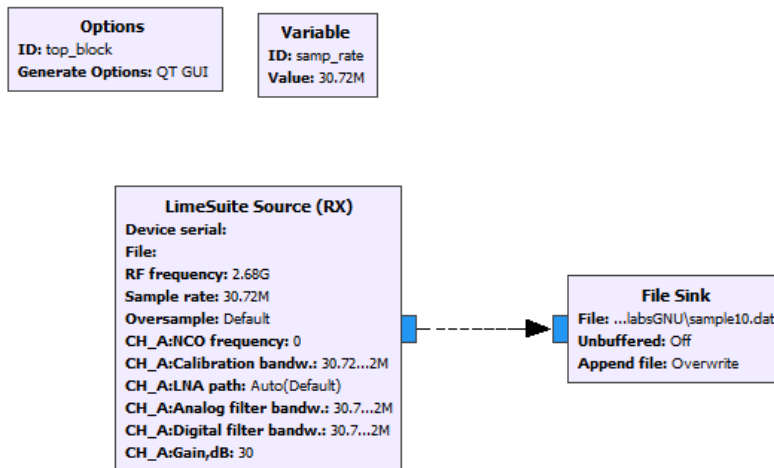 Options
ID: top_block
Generate Options: QT GUI
Variable
ID: samp_rate
Value: 30.72M
LimeSuite Source (RX)
Device serial:
File:
RF frequency: 2.68G
Sample rate: 30.72M
Oversample: Default
CH_A:NCO frequency: 0
CH_A:Calibration bandw.: 30.72...2M
CH_A:LNA path: Auto(Default)
CH_A:Analog filter bandw.: 30.7...2M
CH_A:Digital filter bandw.: 30.7...2M
CH_A:Gain,dB: 30
File Sink
File: ...labsGNU\sample10.dat
Unbuffered: Off
Append file: Overwrite